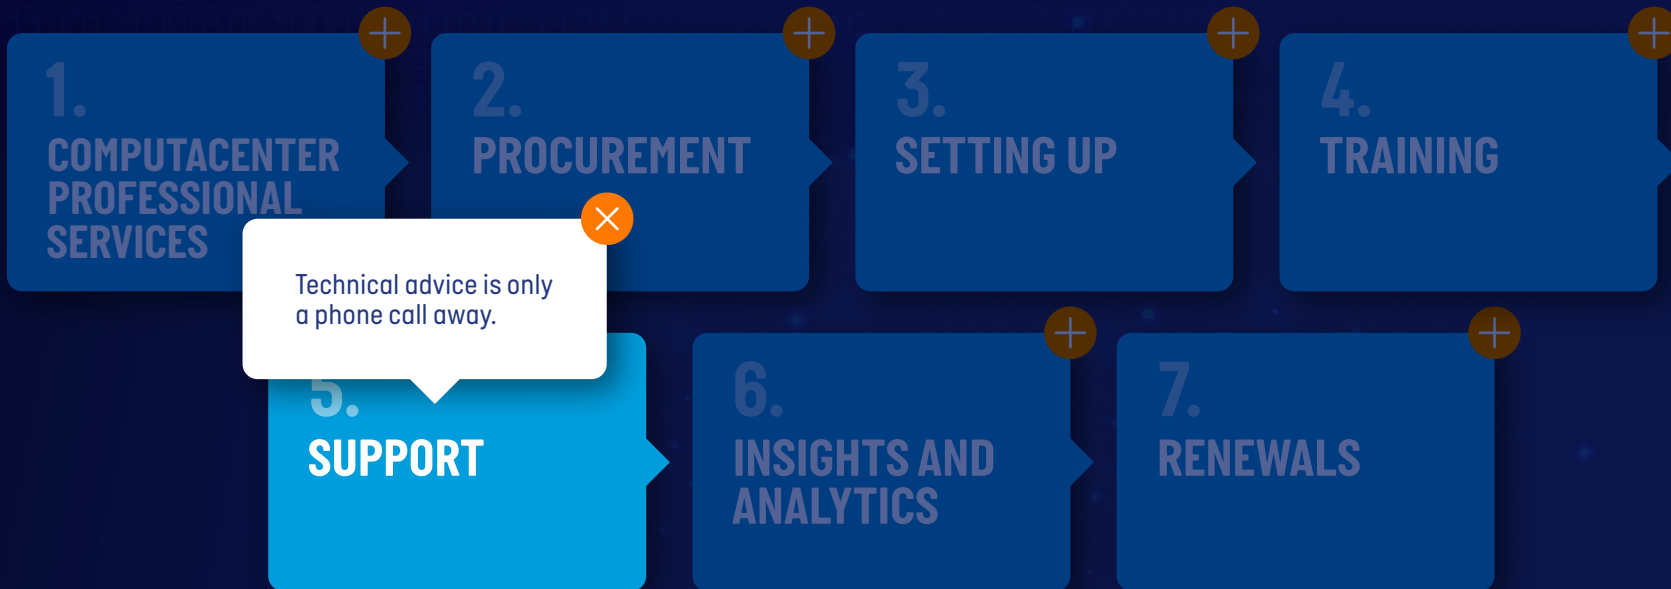 1.
COMPUTACENTER
PROFESSIONAL
SERVICES
2.
PROCUREMENT
3.
SETTING UP
4.
TRAINING
Technical advice is only
a phone call away.
5.
SUPPORT
6.
INSIGHTS AND
ANALYTICS
7.
RENEWALS